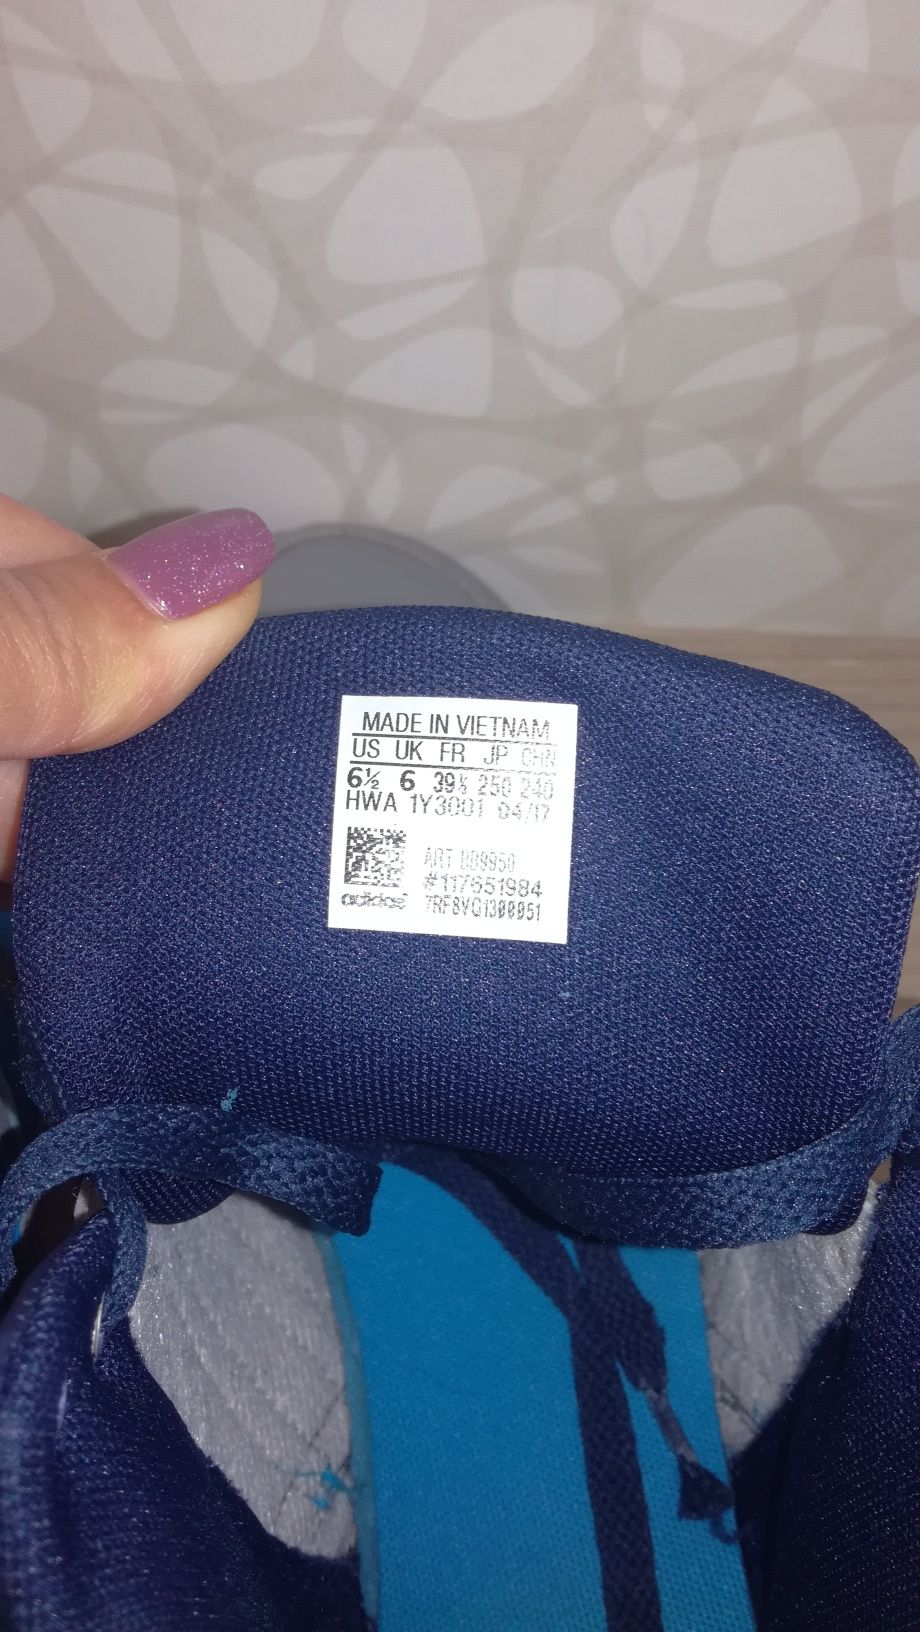 MADE IN VIETNAM
US UK FR JP CHN
6½ 6 39⅓ 250 240
HWA 1Y3001 04/17
ART
#117651984
adidas